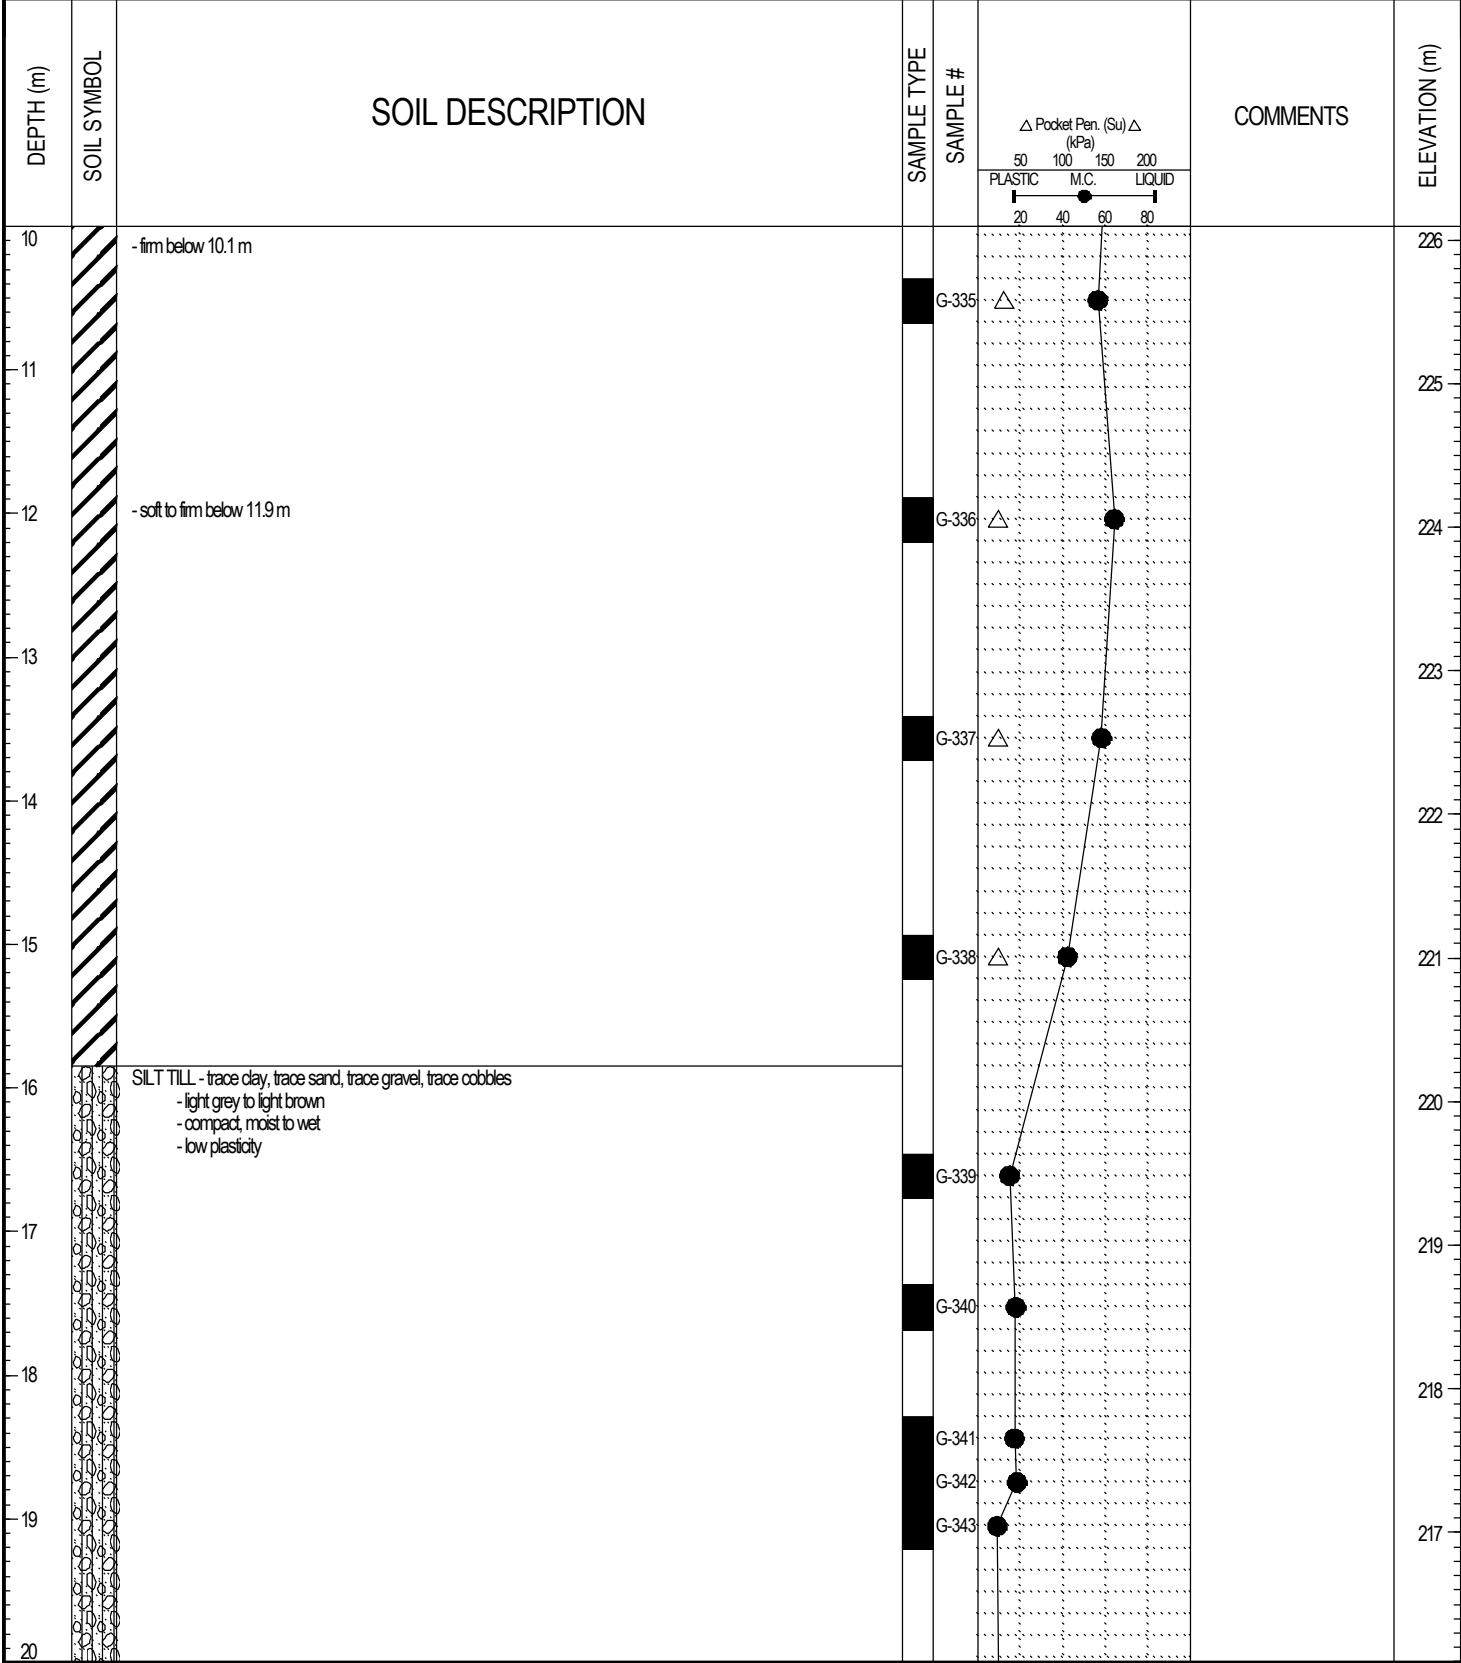 DEPTH (m)
SOIL SYMBOL
SOIL DESCRIPTION
SAMPLE TYPE
SAMPLE #
△ Pocket Pen. (Su) △
(kPa)
50 100 150 200
PLASTIC M.C. LIQUID
20 40 60 80
COMMENTS
ELEVATION (m)
10 - firm below 10.1 m 226
G-335
11 225
12 - soft to firm below 11.9 m G-336 224
13 223
G-337
14 222
15 G-338 221
16 SILT TILL - trace clay, trace sand, trace gravel, trace cobbles
- light grey to light brown 220
- compact, moist to wet
- low plasticity
G-339
17 219
G-340
18 218
G-341
G-342
19 G-343 217
20